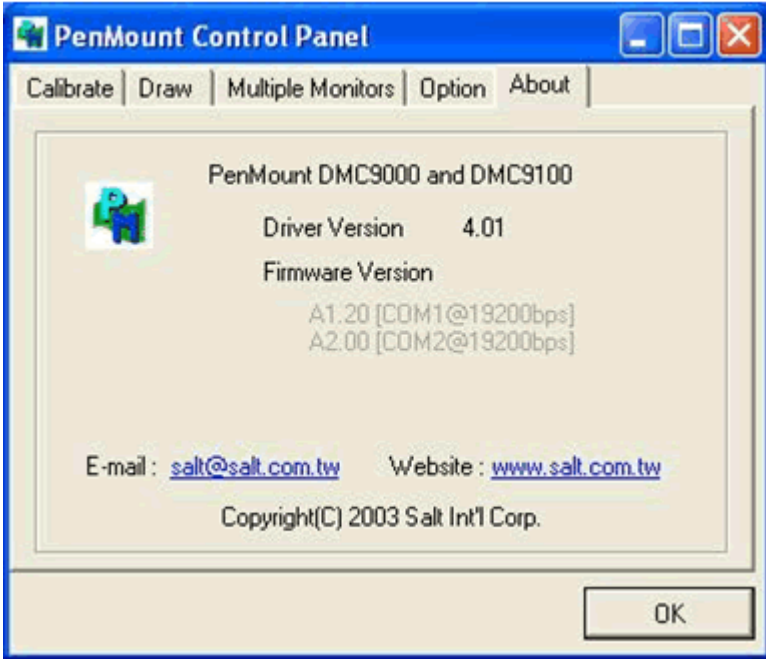 PenMount Control Panel
Calibrate Draw Multiple Monitors Option About
PenMount DMC9000 and DMC9100
PM
Driver Version 4.01
Firmware Version
A1.20 [COM1@19200bps]
A2.00 [COM2@19200bps]
E-mail : salt@salt.com.tw Website : www.salt.com.tw
Copyright(C) 2003 Salt Int'l Corp.
OK